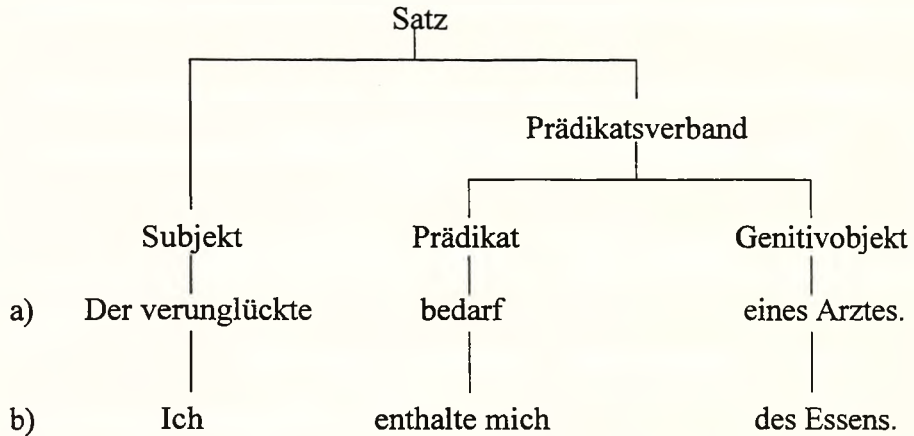 Satz
Prädikatsverband
Subjekt Prädikat Genitivobjekt
a) Der verunglückte bedarf eines Arztes.
b) Ich enthalte mich des Essens.